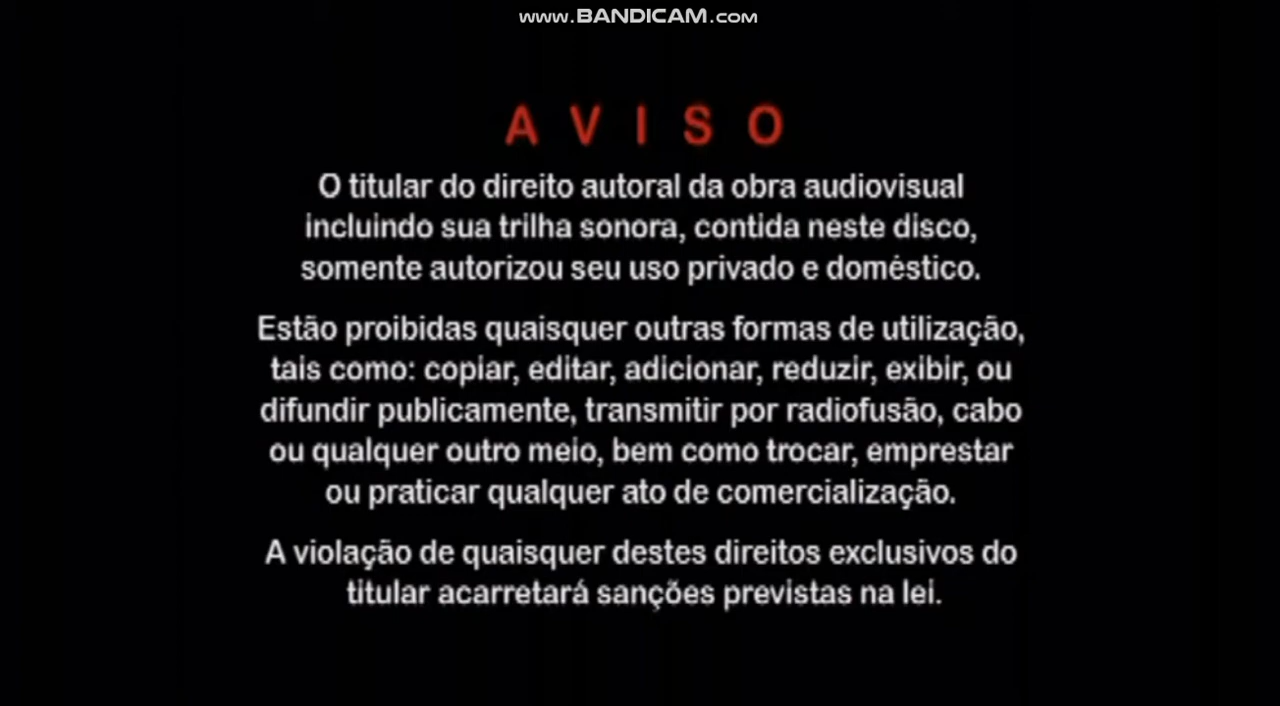 www.BANDICAM.com
A V I S O
O titular do direito autoral da obra audiovisual
incluindo sua trilha sonora, contida neste disco,
somente autorizou seu uso privado e doméstico.
Estão proibidas quaisquer outras formas de utilização,
tais como: copiar, editar, adicionar, reduzir, exibir, ou
difundir publicamente, transmitir por radiofusão, cabo
ou qualquer outro meio, bem como trocar, emprestar
ou praticar qualquer ato de comercialização.
A violação de quaisquer destes direitos exclusivos do
titular acarretará sanções previstas na lei.